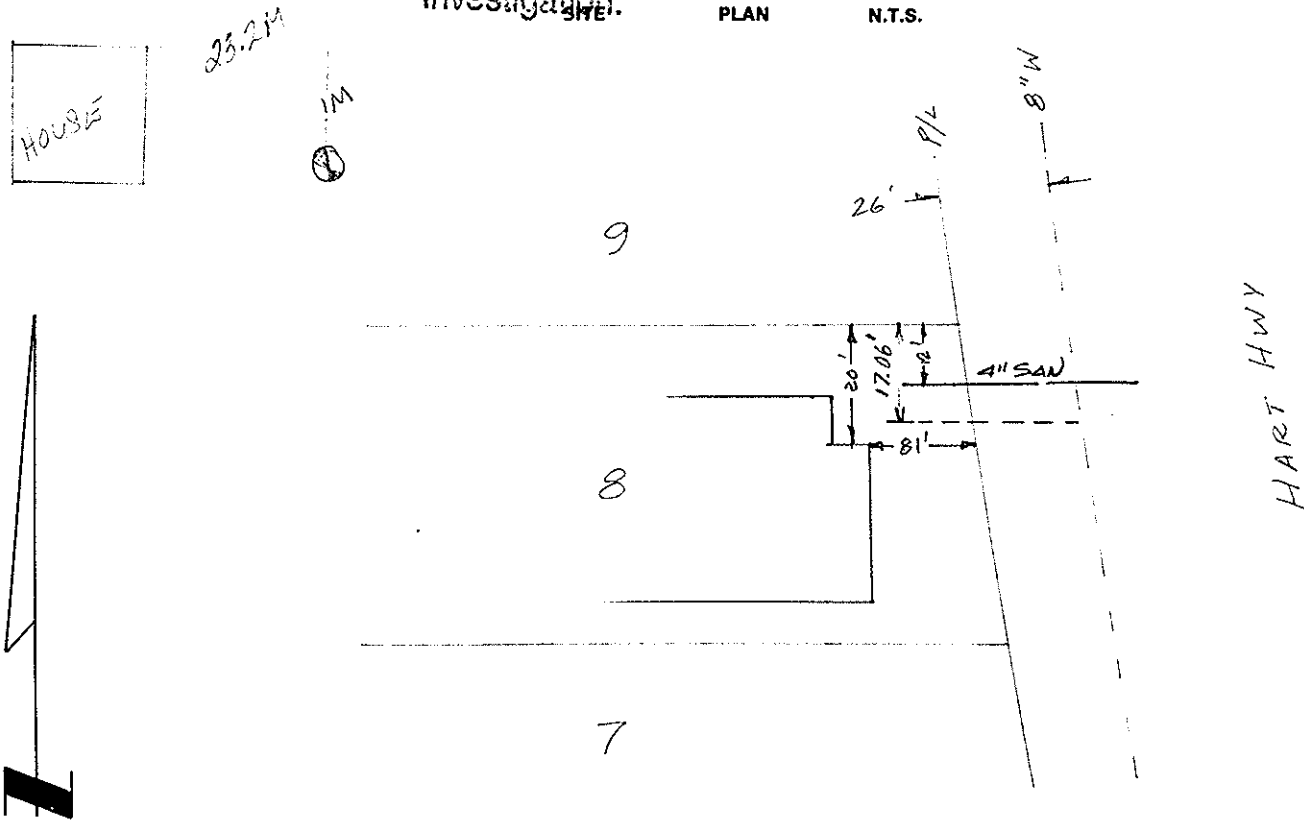 Investigation.
SITE PLAN N.T.S.
23.2M
HOUSE
1M
P/L
8" W
26'
9
20'
17.06'
12'
4" SAN
81'
8
HART HWY
7
N